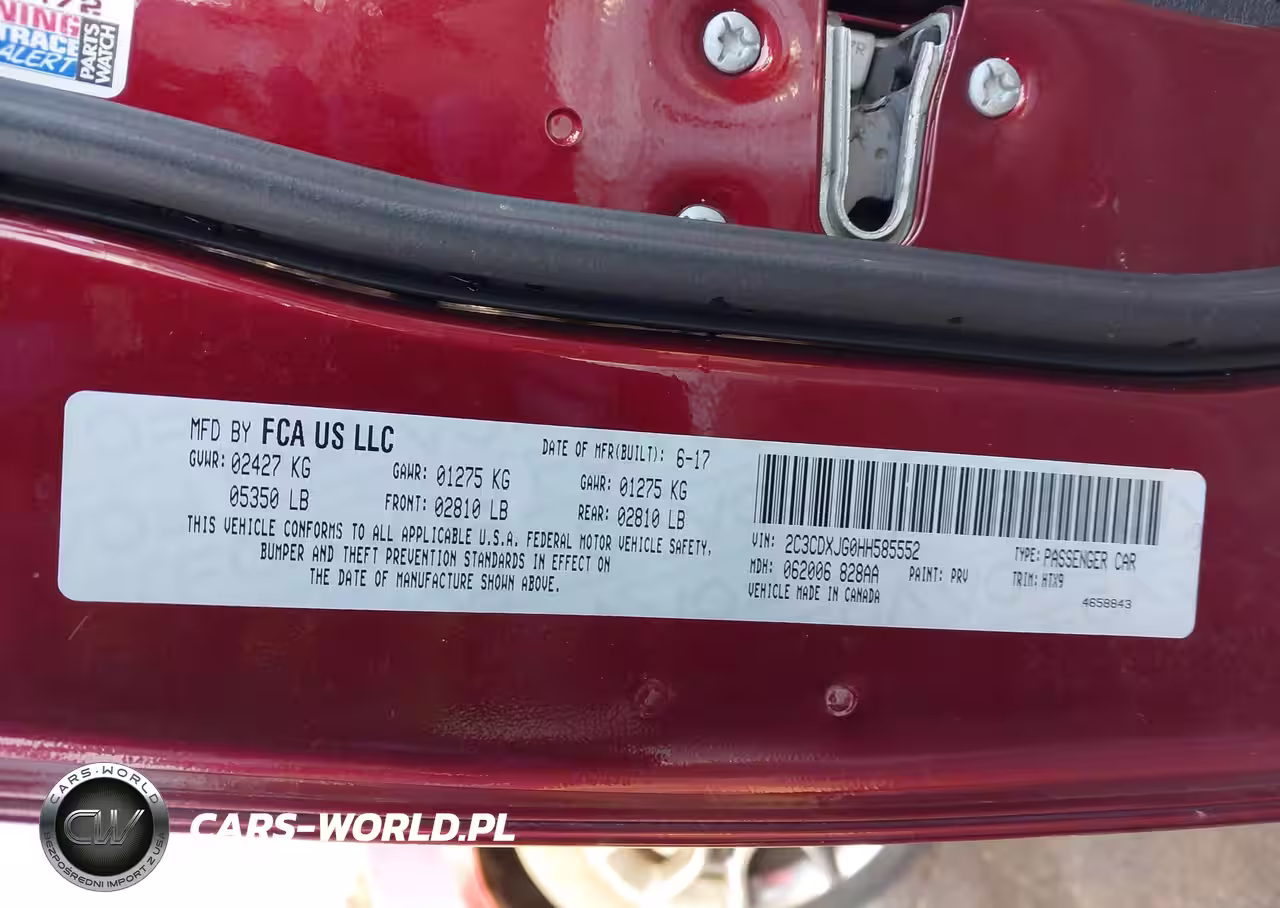 NING
TRACK
ALERT
PARTS
WATCH
MFD BY FCA US LLC
DATE OF MFR(BUILT): 6-17
GVWR: 02427 KG
GAWR: 01275 KG
GAWR: 01275 KG
05350 LB
FRONT: 02810 LB
REAR: 02810 LB
THIS VEHICLE CONFORMS TO ALL APPLICABLE U.S.A. FEDERAL MOTOR VEHICLE SAFETY,
BUMPER AND THEFT PREVENTION STANDARDS IN EFFECT ON
THE DATE OF MANUFACTURE SHOWN ABOVE.
VIN: 2C3CDXJG0HH585552
TYPE: PASSENGER CAR
MDH: 062006 828AA
PAINT: PRV
TRIM: HTX9
VEHICLE MADE IN CANADA
4658843
CARS-WORLD
CW
BEZPOŚREDNI IMPORT Z USA
CARS-WORLD.PL